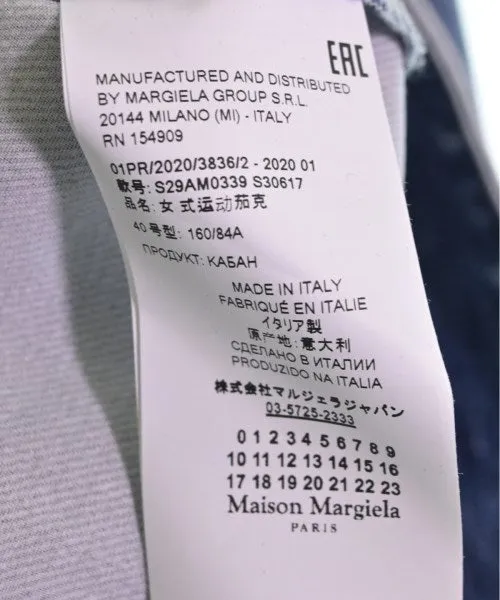 EAC
MANUFACTURED AND DISTRIBUTED
BY MARGIELA GROUP S.R.L.
20144 MILANO (MI) - ITALY
RN 154909
01PR/2020/3836/2 - 2020 01
款号: S29AM0339 S30617
品名: 女式运动茄克
40号型: 160/84A
ПРОДУКТ: КАБАН
MADE IN ITALY
FABRIQUÉ EN ITALIE
イタリア製
原产地: 意大利
СДЕЛАНО В ИТАЛИИ
PRODUZIDO NA ITALIA
株式会社マルジェラジャパン
03-5725-2333
0 1 2 3 4 5 6 7 8 9
10 11 12 13 14 15 16
17 18 19 20 21 22 23
Maison Margiela
PARIS